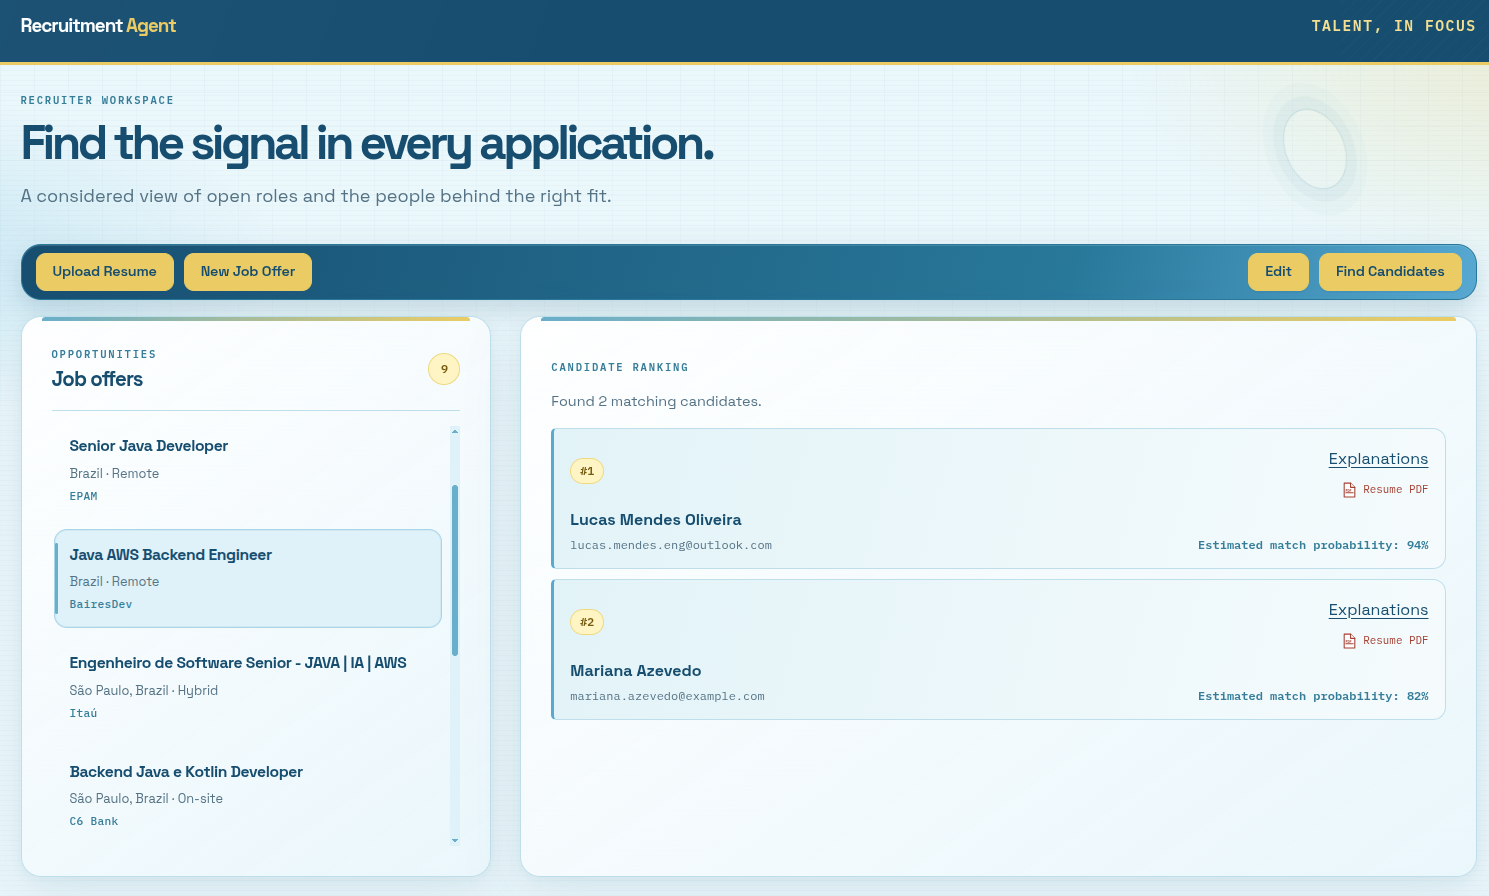 Recruitment Agent
TALENT, IN FOCUS
RECRUITER WORKSPACE
Find the signal in every application.
A considered view of open roles and the people behind the right fit.
Upload Resume
New Job Offer
Edit
Find Candidates
OPPORTUNITIES
Job offers
9
Senior Java Developer
Brazil · Remote
EPAM
Java AWS Backend Engineer
Brazil · Remote
BairesDev
Engenheiro de Software Senior - JAVA | IA | AWS
São Paulo, Brazil · Hybrid
Itaú
Backend Java e Kotlin Developer
São Paulo, Brazil · On-site
C6 Bank
CANDIDATE RANKING
Found 2 matching candidates.
#1
Explanations
Resume PDF
Lucas Mendes Oliveira
lucas.mendes.eng@outlook.com
Estimated match probability: 94%
#2
Explanations
Resume PDF
Mariana Azevedo
mariana.azevedo@example.com
Estimated match probability: 82%